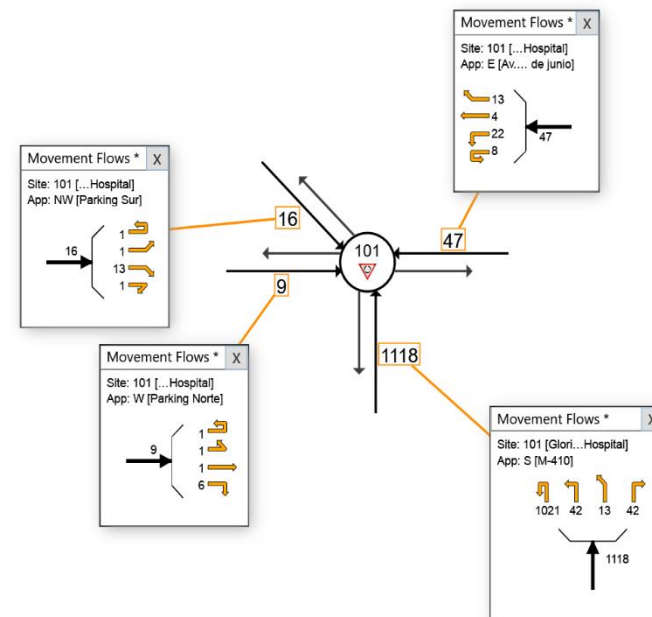 Movement Flows * X
Site: 101 […Hospital]
App: E [Av.... de junio]
13
4
22
8
47
Movement Flows * X
Site: 101 […Hospital]
App: NW [Parking Sur]
16
1
1
13
1
16
101
47
9
1118
Movement Flows * X
Site: 101 […Hospital]
App: W [Parking Norte]
9
1
1
1
6
Movement Flows * X
Site: 101 [Glori...Hospital]
App: S [M-410]
1021 42 13 42
1118